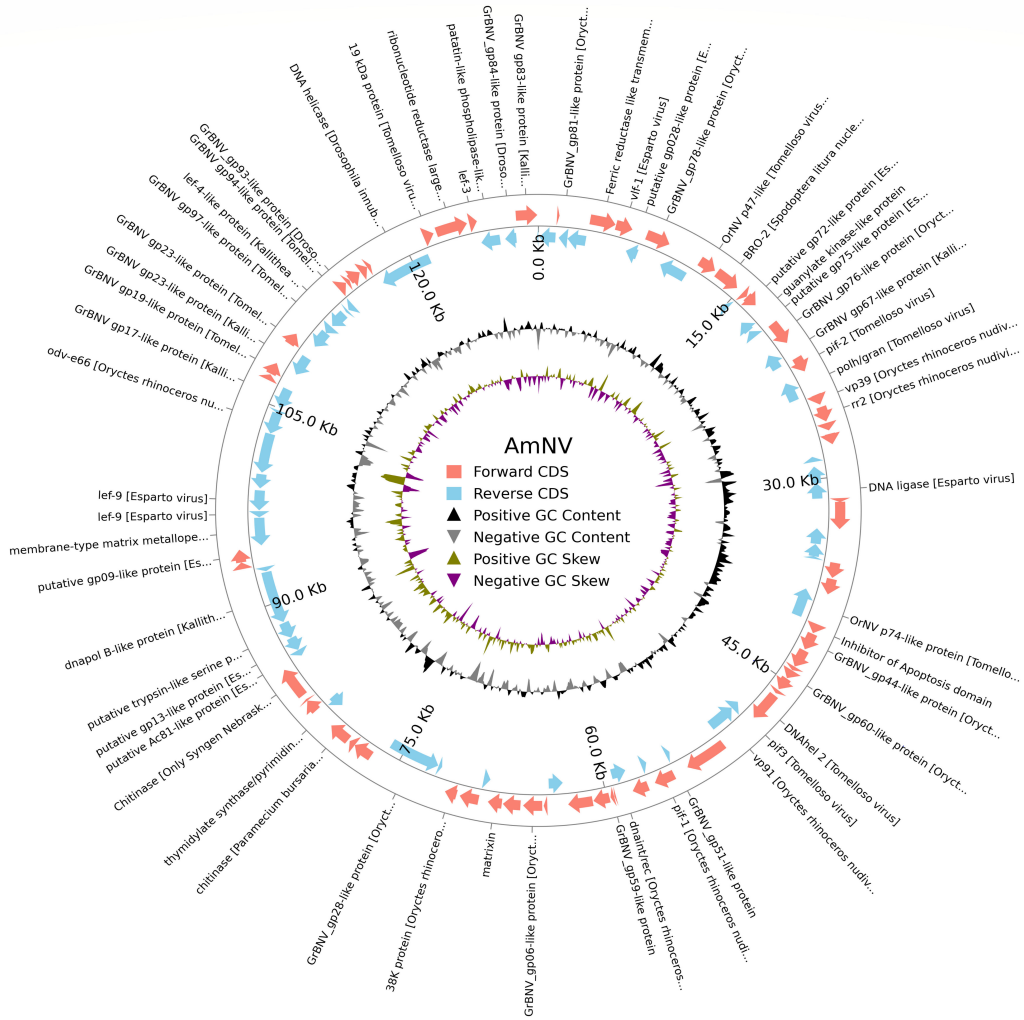 GrBNV gp83-like protein [Kalli...
GrBNV_gp81-like protein [Oryct...
Ferric reductase like transmem...
vlf-1 [Esparto virus]
putative gp028-like protein [E...
GrBNV_gp78-like protein [Oryct...
OrNV p47-like [Tomelloso virus...
BRO-2 [Spodoptera litura nucle...
putative gp72-like protein [Es...
guanylate kinase-like protein
putative gp75-like protein [Es...
GrBNV_gp76-like protein [Oryct...
GrBNV gp67-like protein [Kalli...
pif-2 [Tomelloso virus]
polh/gran [Tomelloso virus]
vp39 [Oryctes rhinoceros nudiv...
rr2 [Oryctes rhinoceros nudivi...
DNA ligase [Esparto virus]
OrNV p74-like protein [Tomello...
Inhibitor of Apoptosis domain
GrBNV_gp44-like protein [Oryct...
GrBNV_gp60-like protein [Oryct...
DNAhel 2 [Tomelloso virus]
pif3 [Tomelloso virus]
vp91 [Oryctes rhinoceros nudiv...
GrBNV_gp51-like protein
pif-1 [Oryctes rhinoceros nudi...
dnaint/rec [Oryctes rhinoceros...
GrBNV_gp59-like protein
GrBNV_gp06-like protein [Oryct...
matrixin
38K protein [Oryctes rhinocero...
GrBNV_gp28-like protein [Oryct...
chitinase [Paramecium bursaria...
thymidylate synthase/pyrimidin...
Chitinase [Only Syngen Nebrask...
putative Ac81-like protein [Es...
putative gp13-like protein [Es...
putative trypsin-like serine p...
dnapol B-like protein [Kallith...
putative gp09-like protein [Es...
membrane-type matrix metallope...
lef-9 [Esparto virus]
lef-9 [Esparto virus]
odv-e66 [Oryctes rhinoceros nu...
GrBNV gp17-like protein [Kalli...
GrBNV gp19-like protein [Tomel...
GrBNV gp23-like protein [Kalli...
GrBNV gp23-like protein [Tomel...
GrBNV gp97-like protein [Tomel...
lef-4-like protein [Kallithea ...
GrBNV gp94-like protein [Tomel...
GrBNV_gp93-like protein [Droso...
DNA helicase [Drosophila innub...
19 kDa protein [Tomelloso viru...
ribonucleotide reductase large...
lef-3
patatin-like phospholipase-lik...
GrBNV_gp84-like protein [Droso...
0.0 Kb
15.0 Kb
30.0 Kb
45.0 Kb
60.0 Kb
75.0 Kb
90.0 Kb
105.0 Kb
120.0 Kb
AmNV
Forward CDS
Reverse CDS
Positive GC Content
Negative GC Content
Positive GC Skew
Negative GC Skew